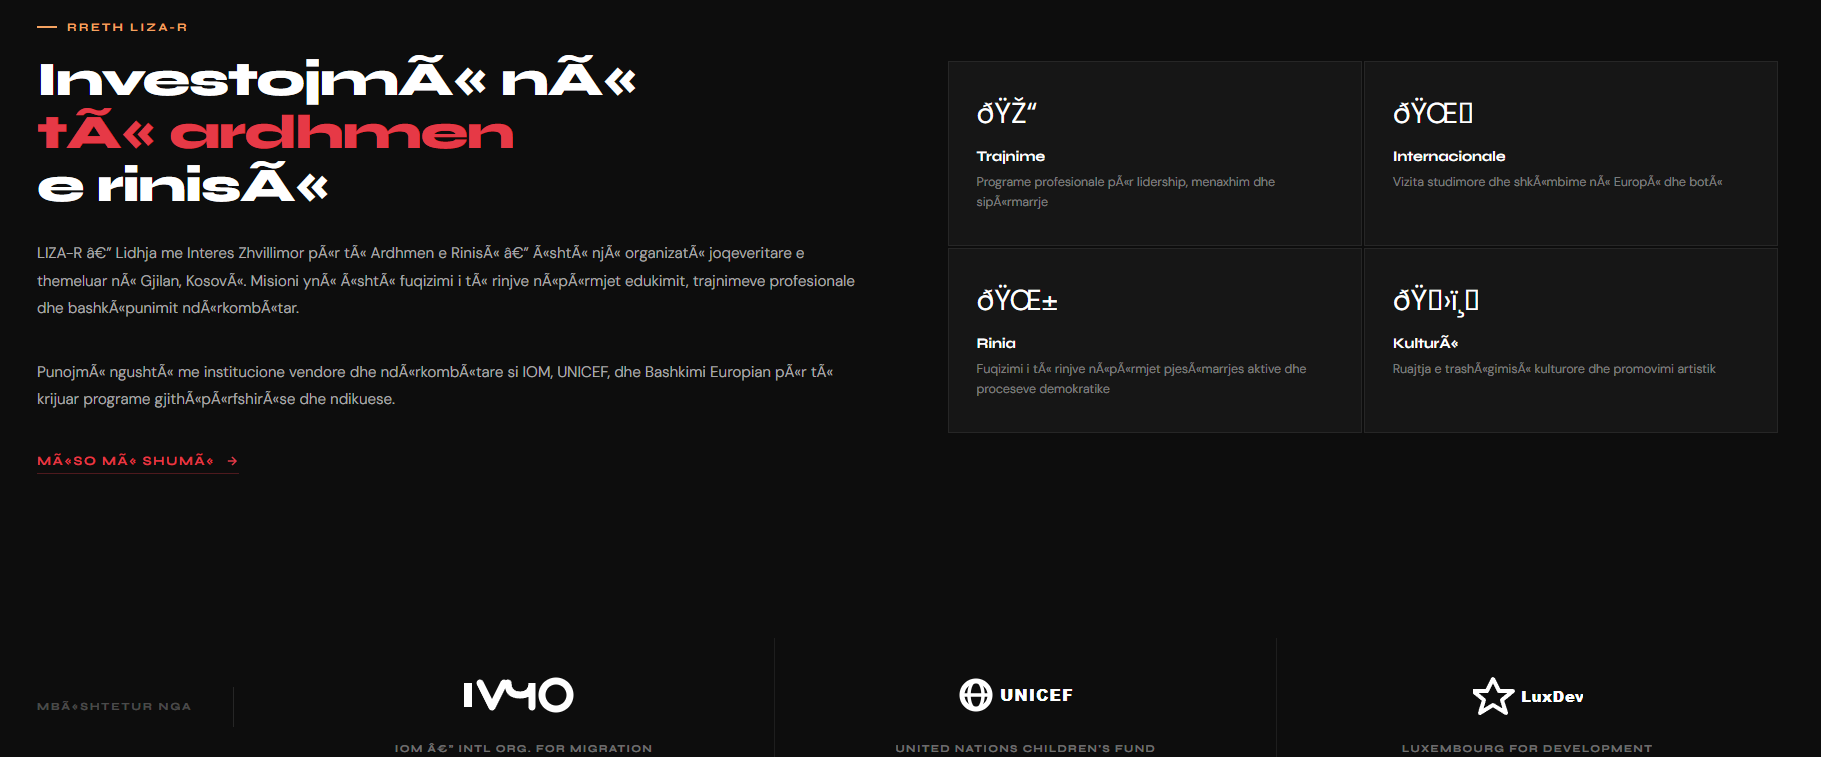 RRETH LIZA-R
InvestojmÃ« nÃ«
tÃ« ardhmen
e rinisÃ«
LIZA-R â€” Lidhja me Interes Zhvillimor pÃ«r tÃ« Ardhmen e RinisÃ« â€” Ã«shtÃ« njÃ« organizatÃ« joqeveritare e
themeluar nÃ« Gjilan, KosovÃ«. Misioni ynÃ« Ã«shtÃ« fuqizimi i tÃ« rinjve nÃ«pÃ«rmjet edukimit, trajnimeve profesionale
dhe bashkÃ«punimit ndÃ«rkombÃ«tar.
PunojmÃ« ngushtÃ« me institucione vendore dhe ndÃ«rkombÃ«tare si IOM, UNICEF, dhe Bashkimi Europian pÃ«r tÃ«
krijuar programe gjithÃ«pÃ«rfshirÃ«se dhe ndikuese.
MÃ«SO MÃ« SHUMÃ« →
ðŸŽ“
Trajnime
Programe profesionale pÃ«r lidership, menaxhim dhe
sipÃ«rmarrje
ðŸŒ
Internacionale
Vizita studimore dhe shkÃ«mbime nÃ« EuropÃ« dhe botÃ«
ðŸŒ±
Rinia
Fuqizimi i tÃ« rinjve nÃ«pÃ«rmjet pjesÃ«marrjes aktive dhe
proceseve demokratike
ðŸ›ï¸
KulturÃ«
Ruajtja e trashÃ«gimisÃ« kulturore dhe promovimi artistik
MBÃ«SHTETUR NGA
IOM Â€" INTL ORG. FOR MIGRATION
UNICEF
UNITED NATIONS CHILDREN'S FUND
LuxDev
LUXEMBOURG FOR DEVELOPMENT